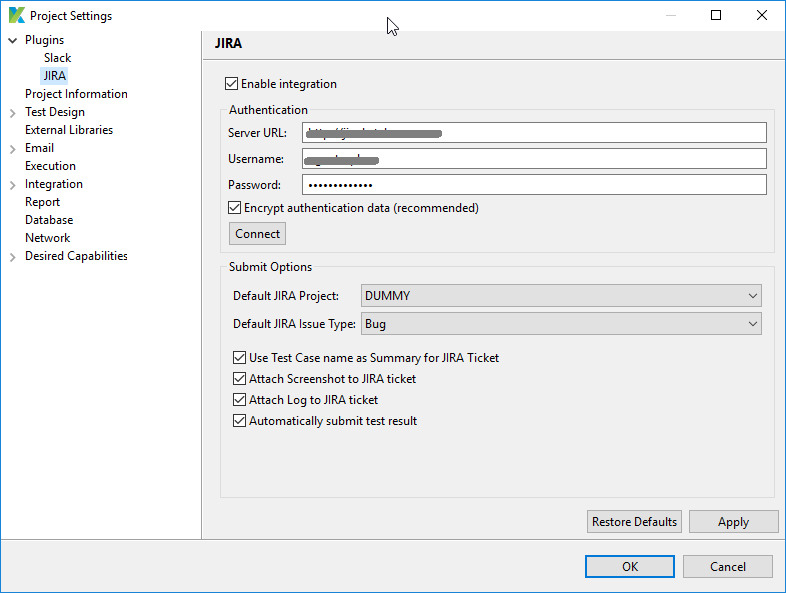 Project Settings
Plugins
Slack
JIRA
Project Information
Test Design
External Libraries
Email
Execution
Integration
Report
Database
Network
Desired Capabilities
JIRA
Enable integration
Authentication
Server URL:
Username:
Password: •••••••••••••
Encrypt authentication data (recommended)
Connect
Submit Options
Default JIRA Project: DUMMY
Default JIRA Issue Type: Bug
Use Test Case name as Summary for JIRA Ticket
Attach Screenshot to JIRA ticket
Attach Log to JIRA ticket
Automatically submit test result
Restore Defaults Apply
OK Cancel